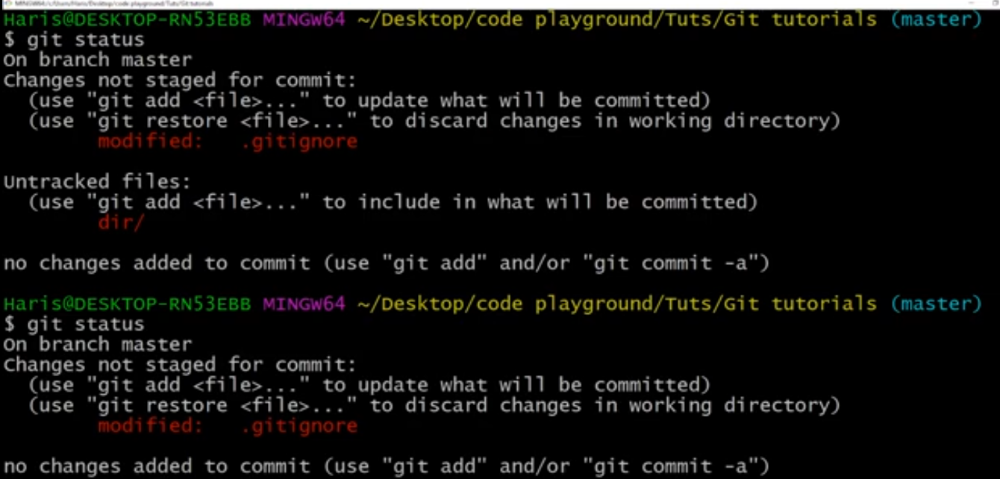 MINGW64:/c/Users/Haris/Desktop/code playground/Tuts/Git tutorials
Haris@DESKTOP-RN53EBB MINGW64 ~/Desktop/code playground/Tuts/Git tutorials (master)
$ git status
On branch master
Changes not staged for commit:
  (use "git add <file>..." to update what will be committed)
  (use "git restore <file>..." to discard changes in working directory)
        modified:   .gitignore

Untracked files:
  (use "git add <file>..." to include in what will be committed)
        dir/

no changes added to commit (use "git add" and/or "git commit -a")

Haris@DESKTOP-RN53EBB MINGW64 ~/Desktop/code playground/Tuts/Git tutorials (master)
$ git status
On branch master
Changes not staged for commit:
  (use "git add <file>..." to update what will be committed)
  (use "git restore <file>..." to discard changes in working directory)
        modified:   .gitignore

no changes added to commit (use "git add" and/or "git commit -a")